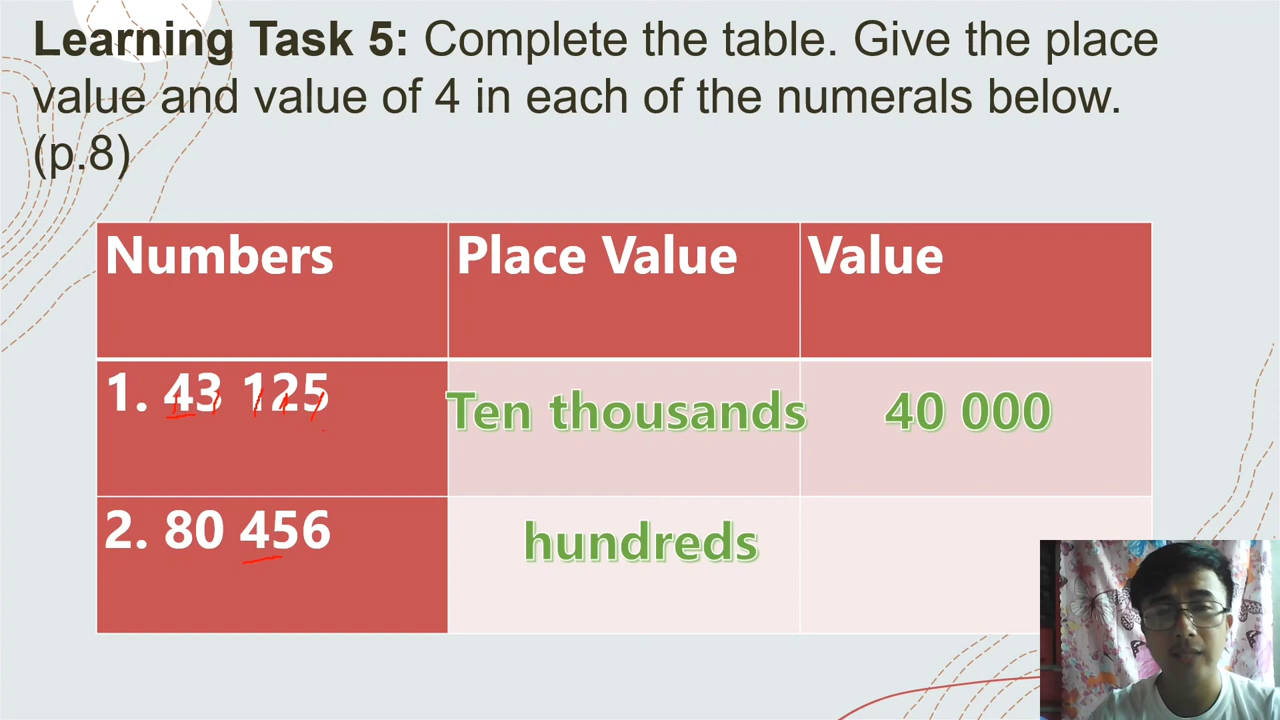 Learning Task 5: Complete the table. Give the place
value and value of 4 in each of the numerals below.
(p.8)
Numbers Place Value Value
1. 43 125 Ten thousands 40 000
2. 80 456 hundreds